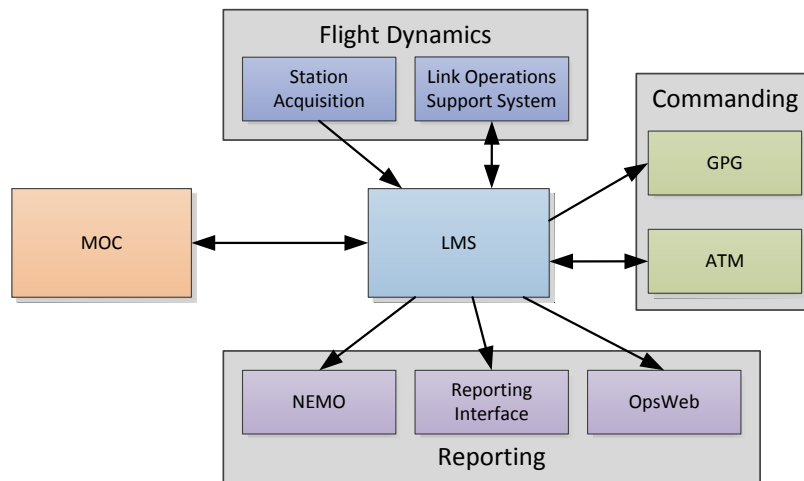 Flight Dynamics
Station
Acquisition
Link Operations
Support System
Commanding
GPG
MOC
LMS
ATM
NEMO
Reporting
Interface
OpsWeb
Reporting